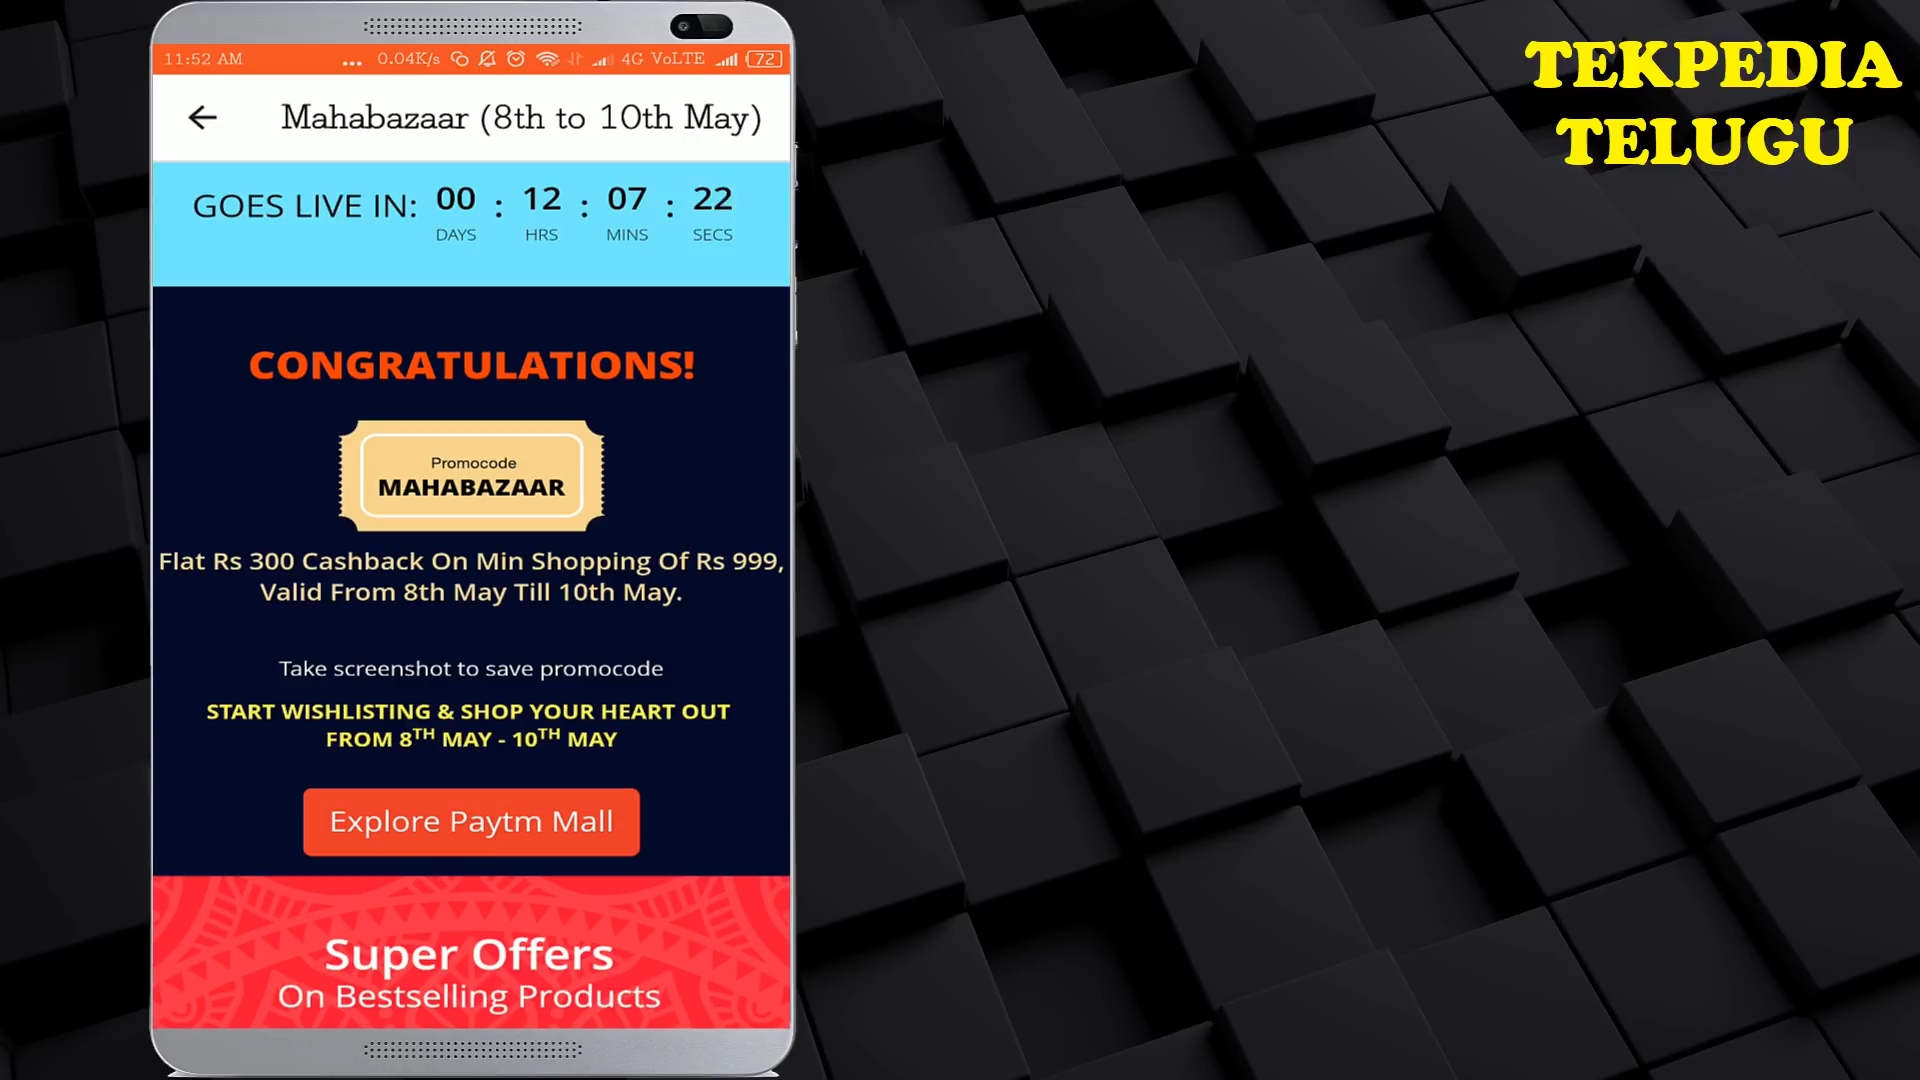 11:52 AM ... 0.04K/s 4G VoLTE 72
Mahabazaar (8th to 10th May)
GOES LIVE IN: 00 : 12 : 07 : 22
DAYS HRS MINS SECS
CONGRATULATIONS!
Promocode
MAHABAZAAR
Flat Rs 300 Cashback On Min Shopping Of Rs 999,
Valid From 8th May Till 10th May.
Take screenshot to save promocode
START WISHLISTING & SHOP YOUR HEART OUT
FROM 8TH MAY - 10TH MAY
Explore Paytm Mall
Super Offers
On Bestselling Products
TEKPEDIA
TELUGU